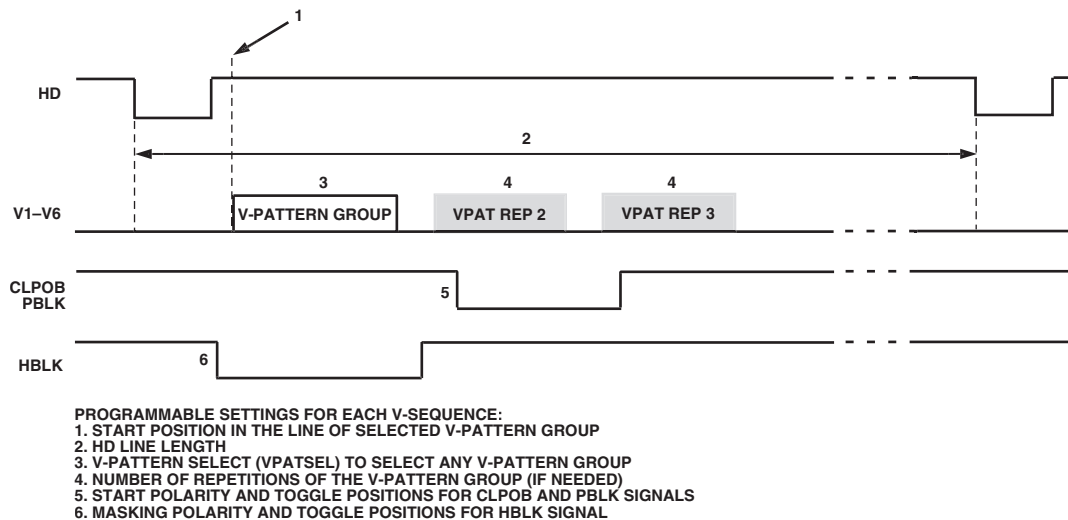 1
HD
2
3 4 4
V1–V6 V-PATTERN GROUP VPAT REP 2 VPAT REP 3
CLPOB
PBLK
5
HBLK
6
PROGRAMMABLE SETTINGS FOR EACH V-SEQUENCE:
1. START POSITION IN THE LINE OF SELECTED V-PATTERN GROUP
2. HD LINE LENGTH
3. V-PATTERN SELECT (VPATSEL) TO SELECT ANY V-PATTERN GROUP
4. NUMBER OF REPETITIONS OF THE V-PATTERN GROUP (IF NEEDED)
5. START POLARITY AND TOGGLE POSITIONS FOR CLPOB AND PBLK SIGNALS
6. MASKING POLARITY AND TOGGLE POSITIONS FOR HBLK SIGNAL